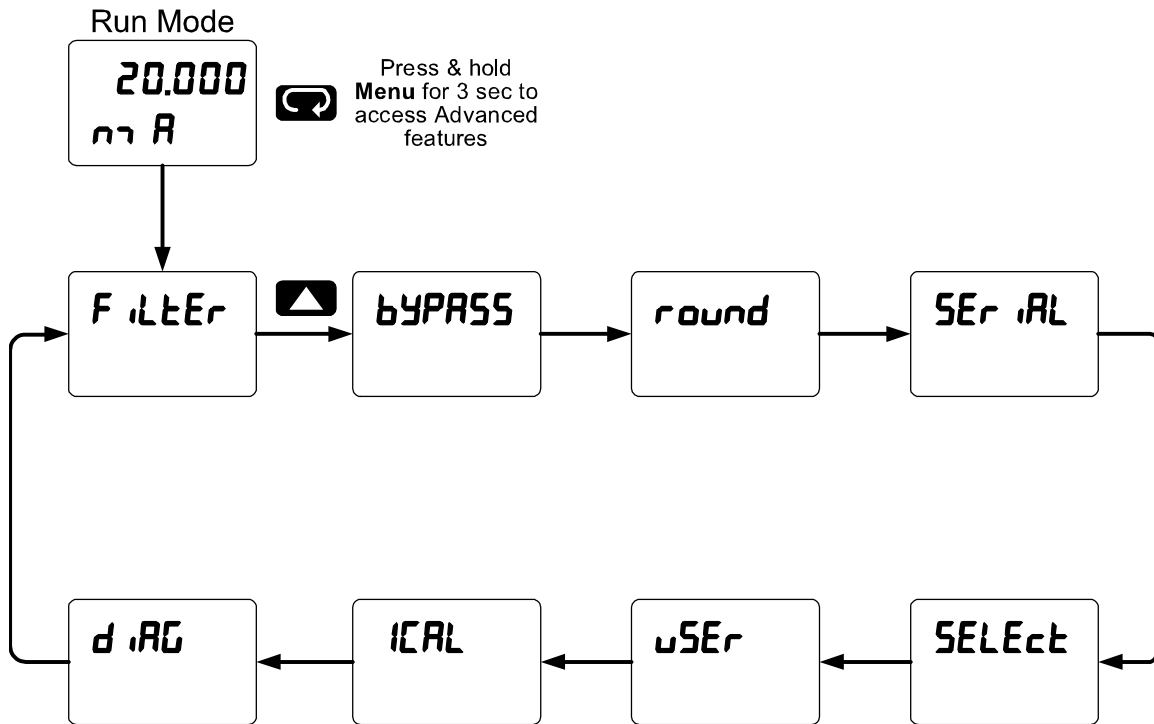 Run Mode
20.000
mA
Press & hold
Menu for 3 sec to
access Advanced
features
FiLtEr
bYPASS
round
SEriAL
diAG
ICAL
uSEr
SELEct